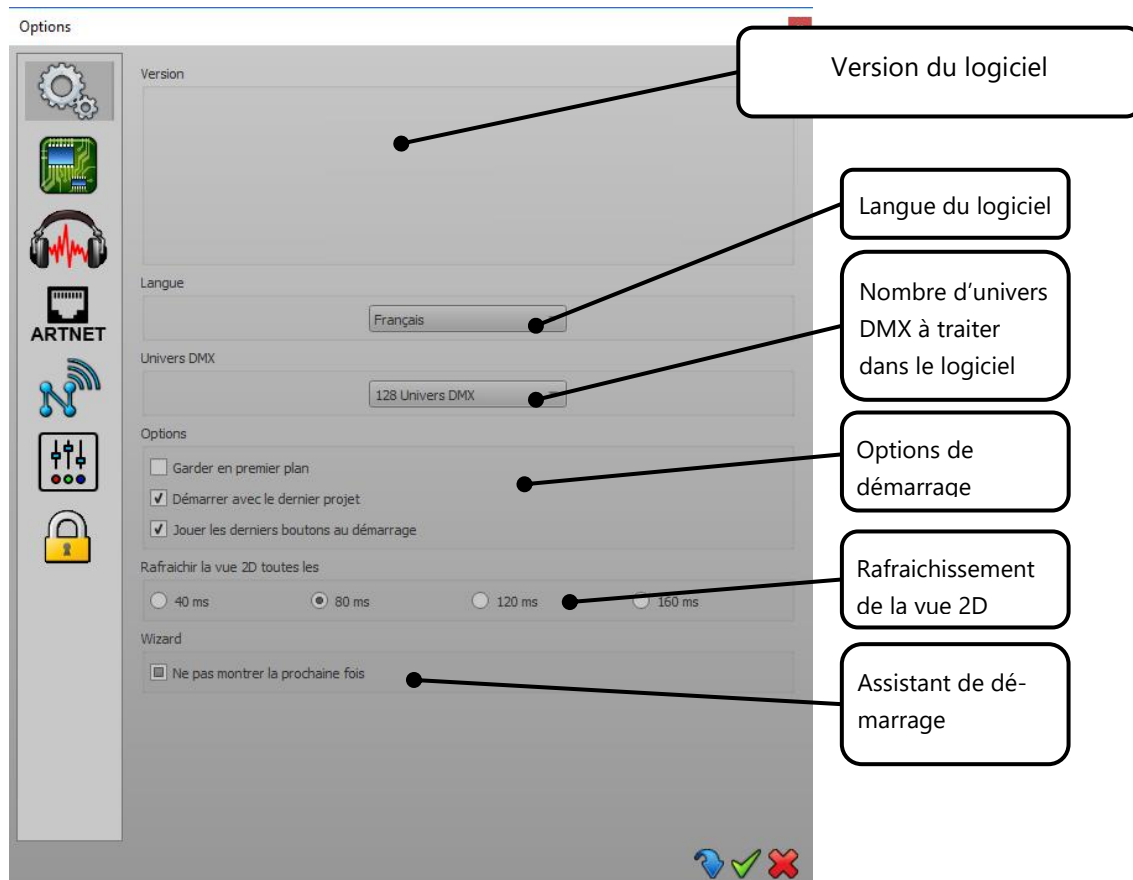 Options
Version
Version du logiciel
Langue du logiciel
Langue
Français
Nombre d’univers
DMX à traiter
dans le logiciel
Univers DMX
128 Univers DMX
Options
Garder en premier plan
Démarrer avec le dernier projet
Jouer les derniers boutons au démarrage
Options de
démarrage
Rafraichir la vue 2D toutes les
40 ms 80 ms 120 ms 160 ms
Rafraichissement
de la vue 2D
Wizard
Ne pas montrer la prochaine fois
Assistant de dé-
marrage
ARTNET